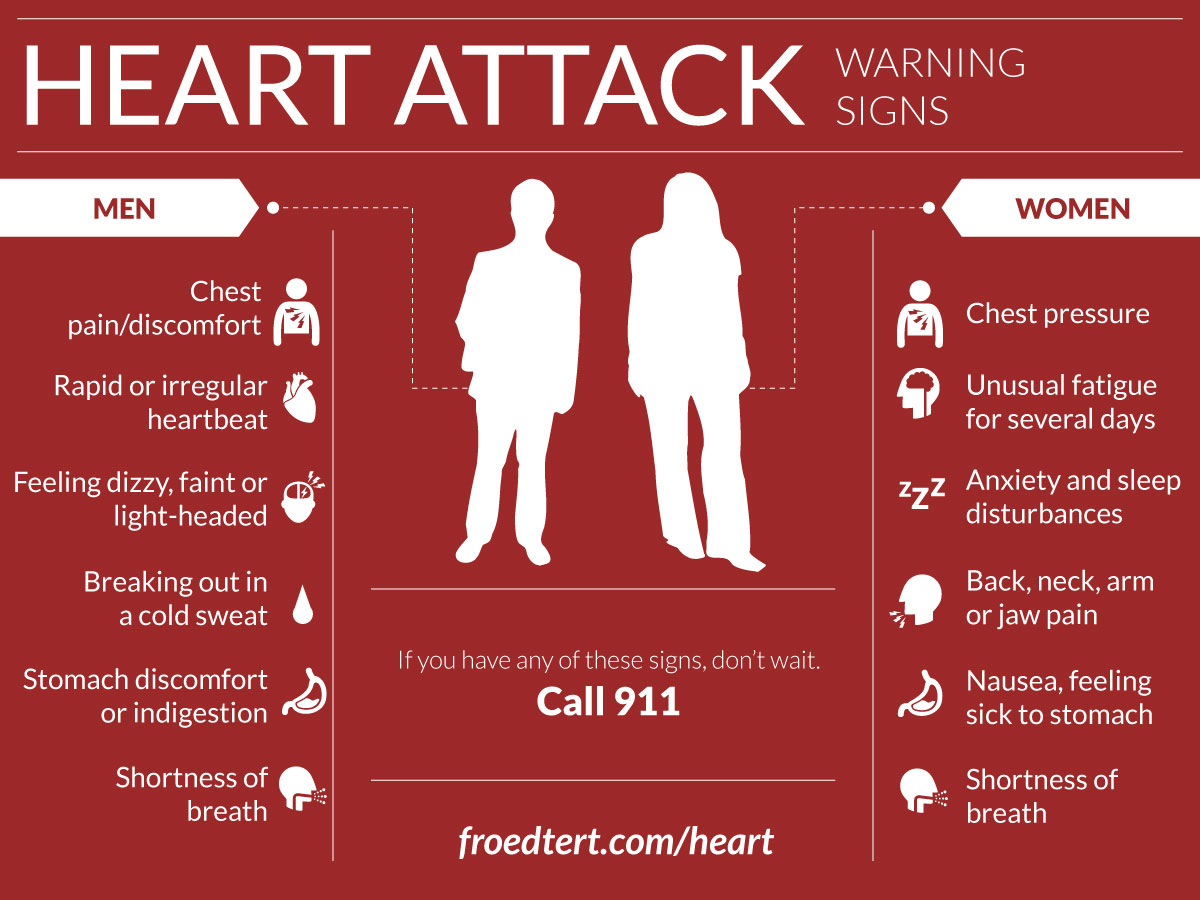 HEART ATTACK
WARNING
SIGNS
MEN
Chest
pain/discomfort
Rapid or irregular
heartbeat
Feeling dizzy, faint or
light-headed
Breaking out in
a cold sweat
Stomach discomfort
or indigestion
Shortness of
breath
WOMEN
Chest pressure
Unusual fatigue
for several days
zzz
Anxiety and sleep
disturbances
Back, neck, arm
or jaw pain
Nausea, feeling
sick to stomach
Shortness of
breath
If you have any of these signs, don't wait.
Call 911
froedtert.com/heart